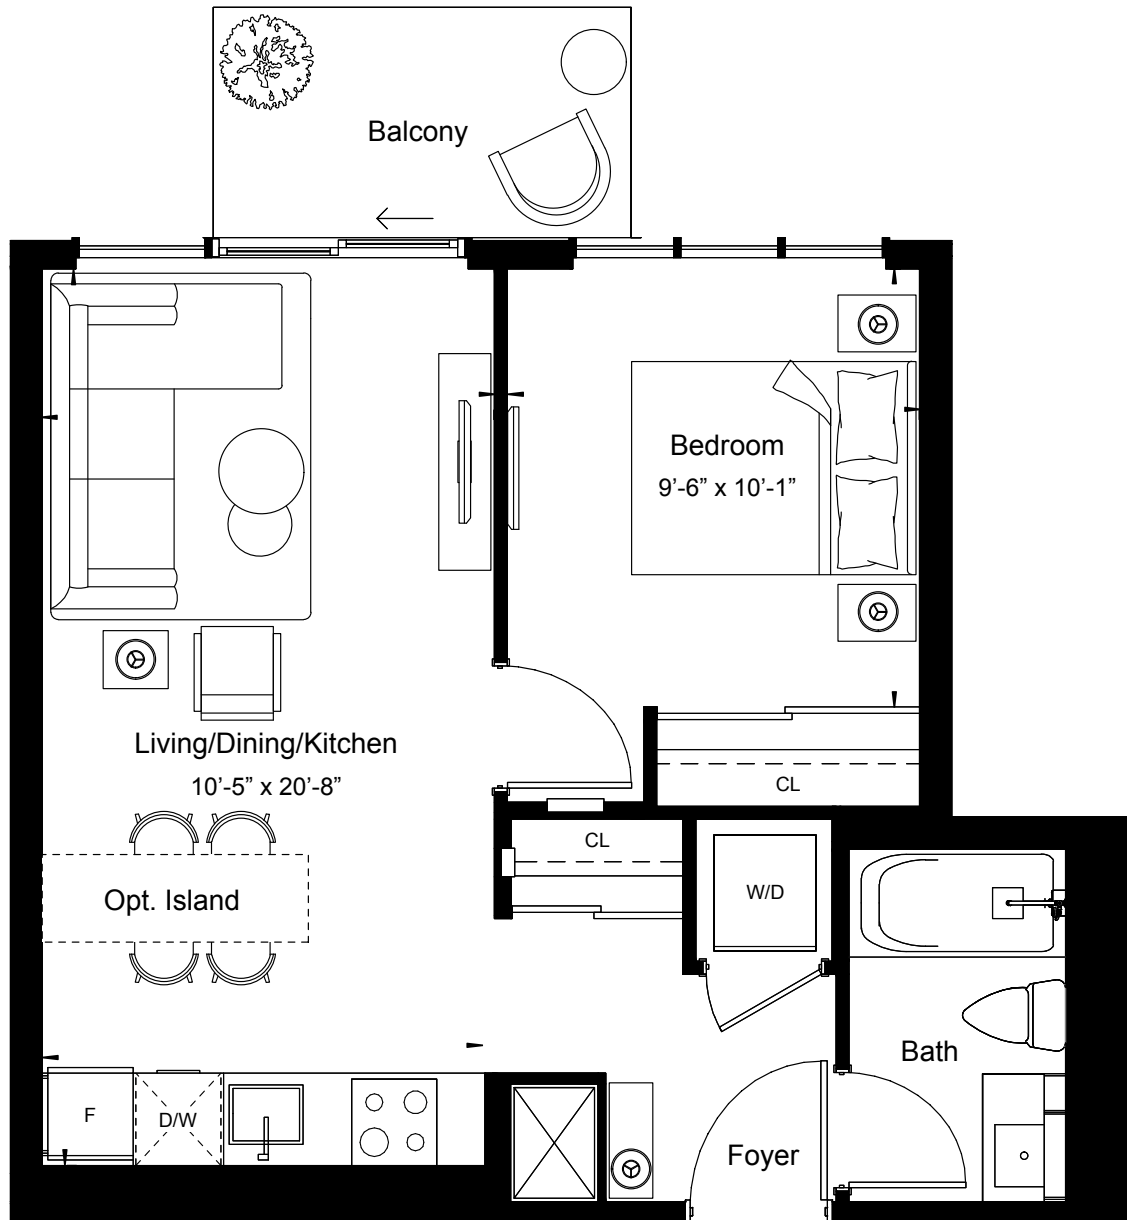 Balcony
Bedroom
9’-6” x 10’-1”
Living/Dining/Kitchen
10’-5” x 20’-8”
CL
CL
W/D
Opt. Island
Bath
F
D/W
Foyer